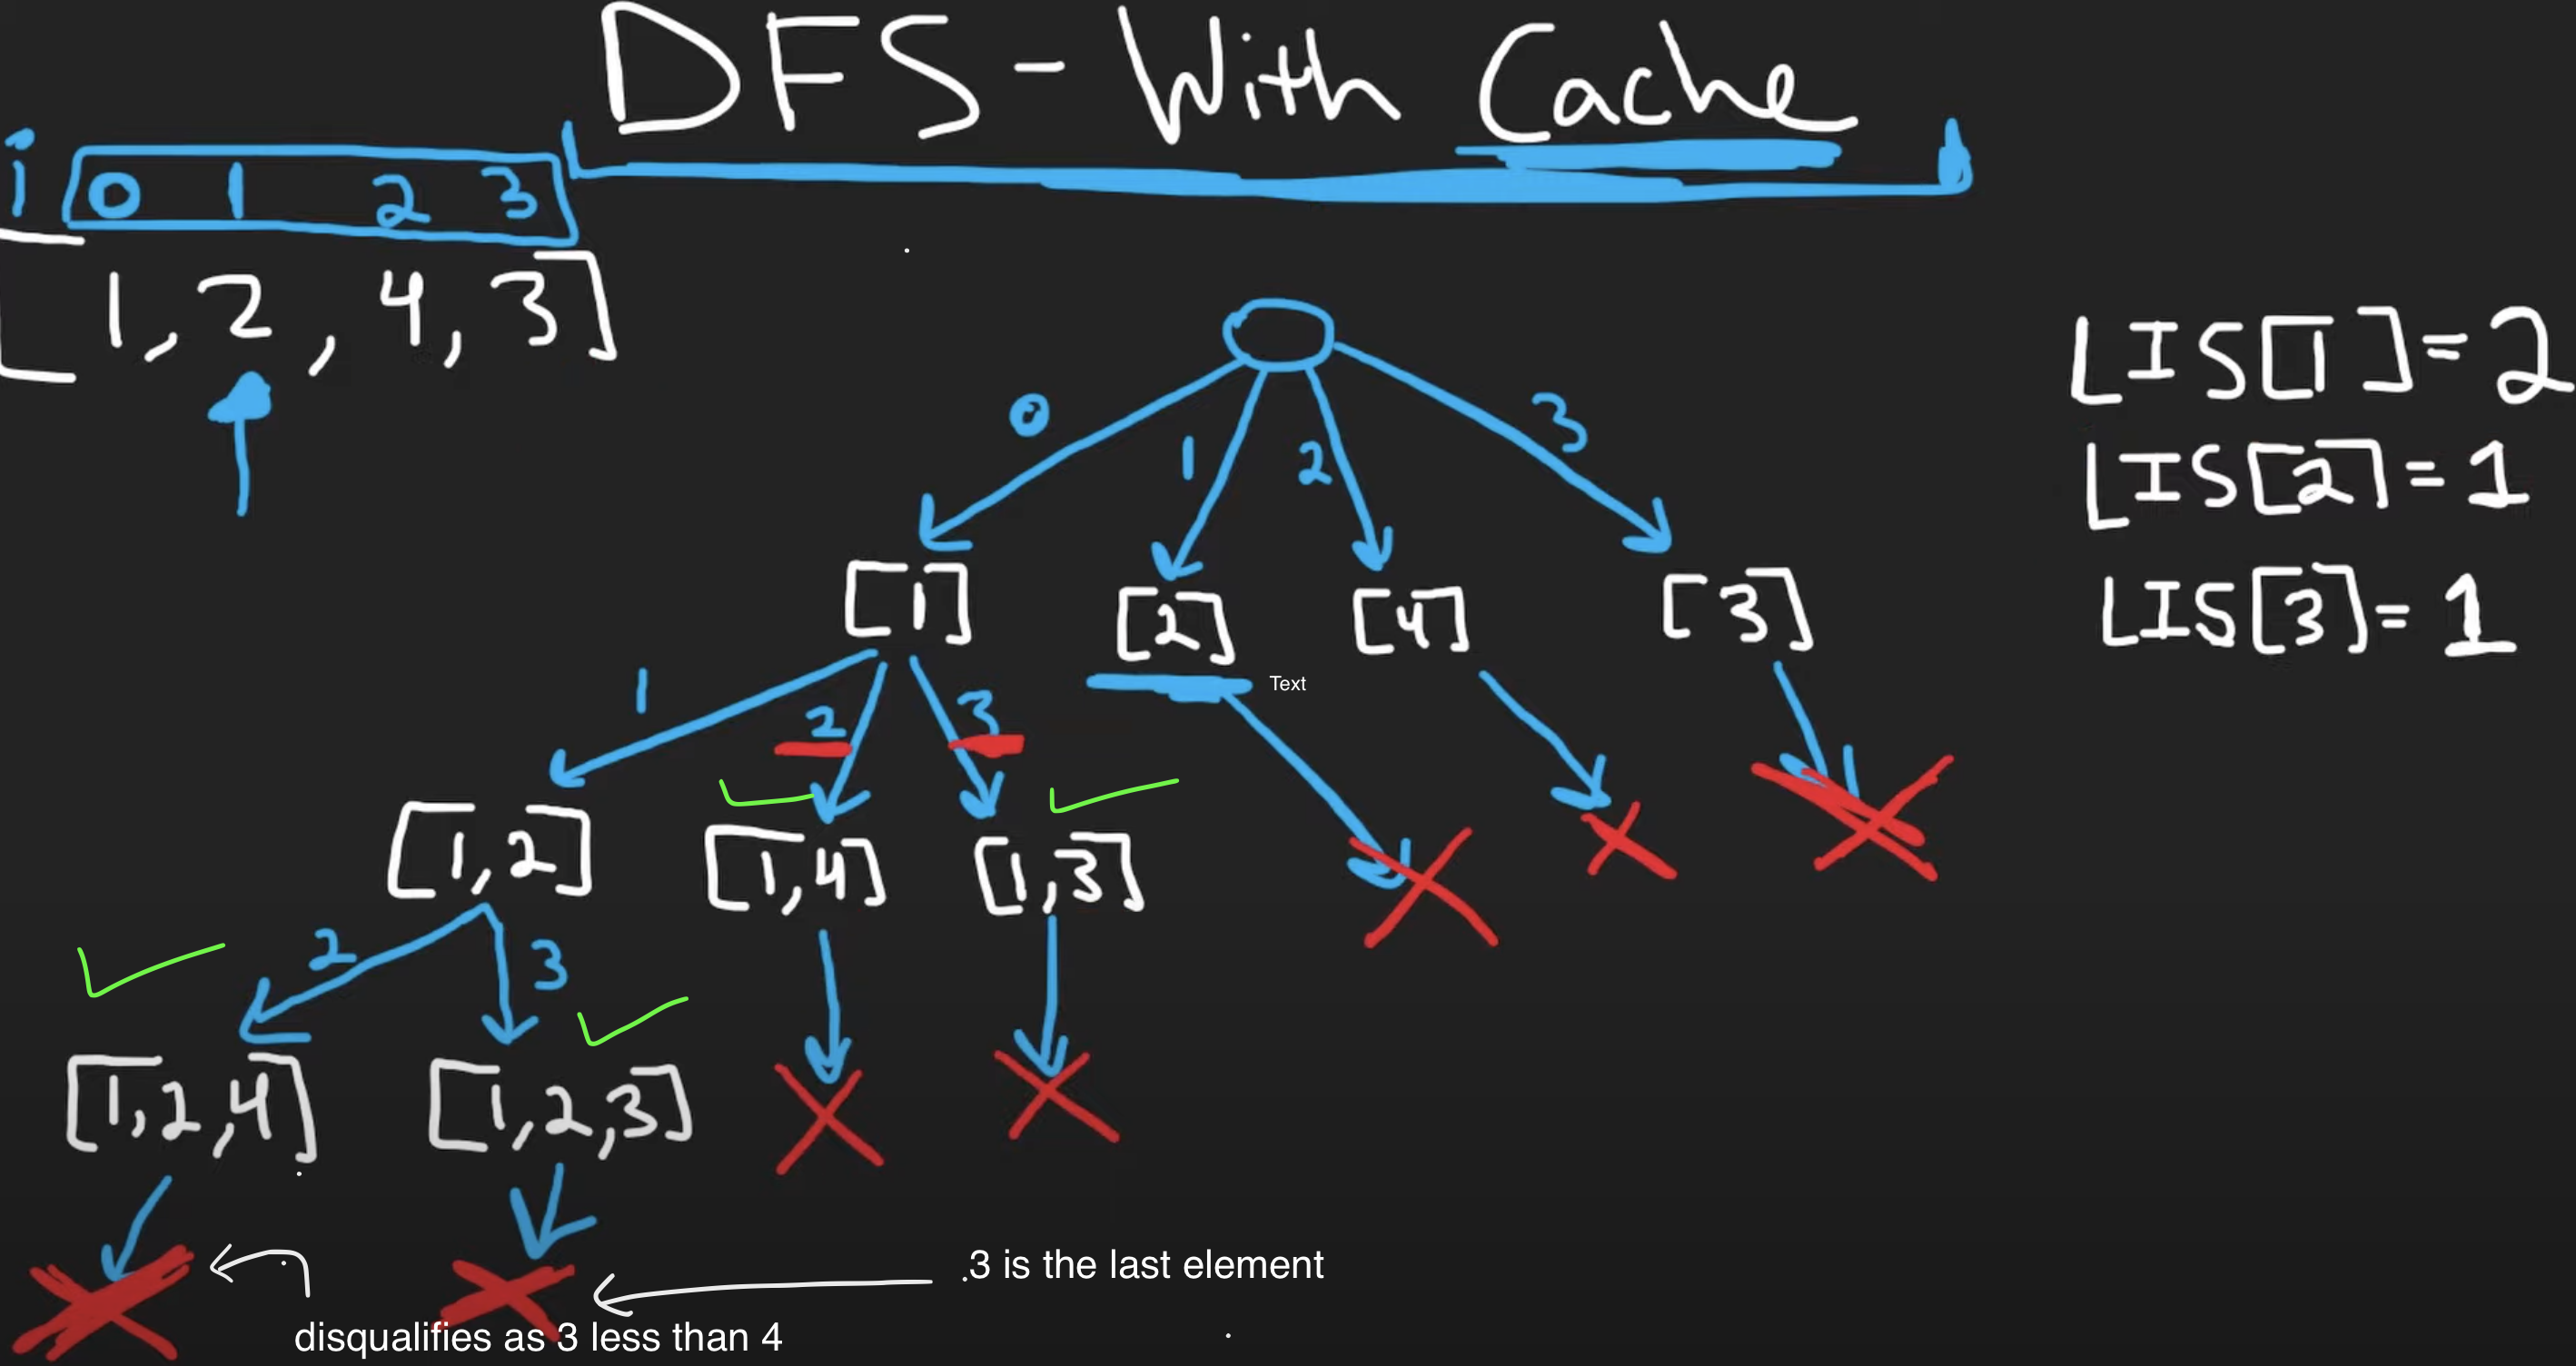 DFS - With Cache
i 0 1 2 3
[1, 2, 4, 3]
LIS[1] = 2
LIS[2] = 1
LIS[3] = 1
0 1 2 3
[1] [2] [4] [3]
Text
1 2 3
[1,2] [1,4] [1,3]
2 3
[1,2,4] [1,2,3]
.3 is the last element
disqualifies as 3 less than 4